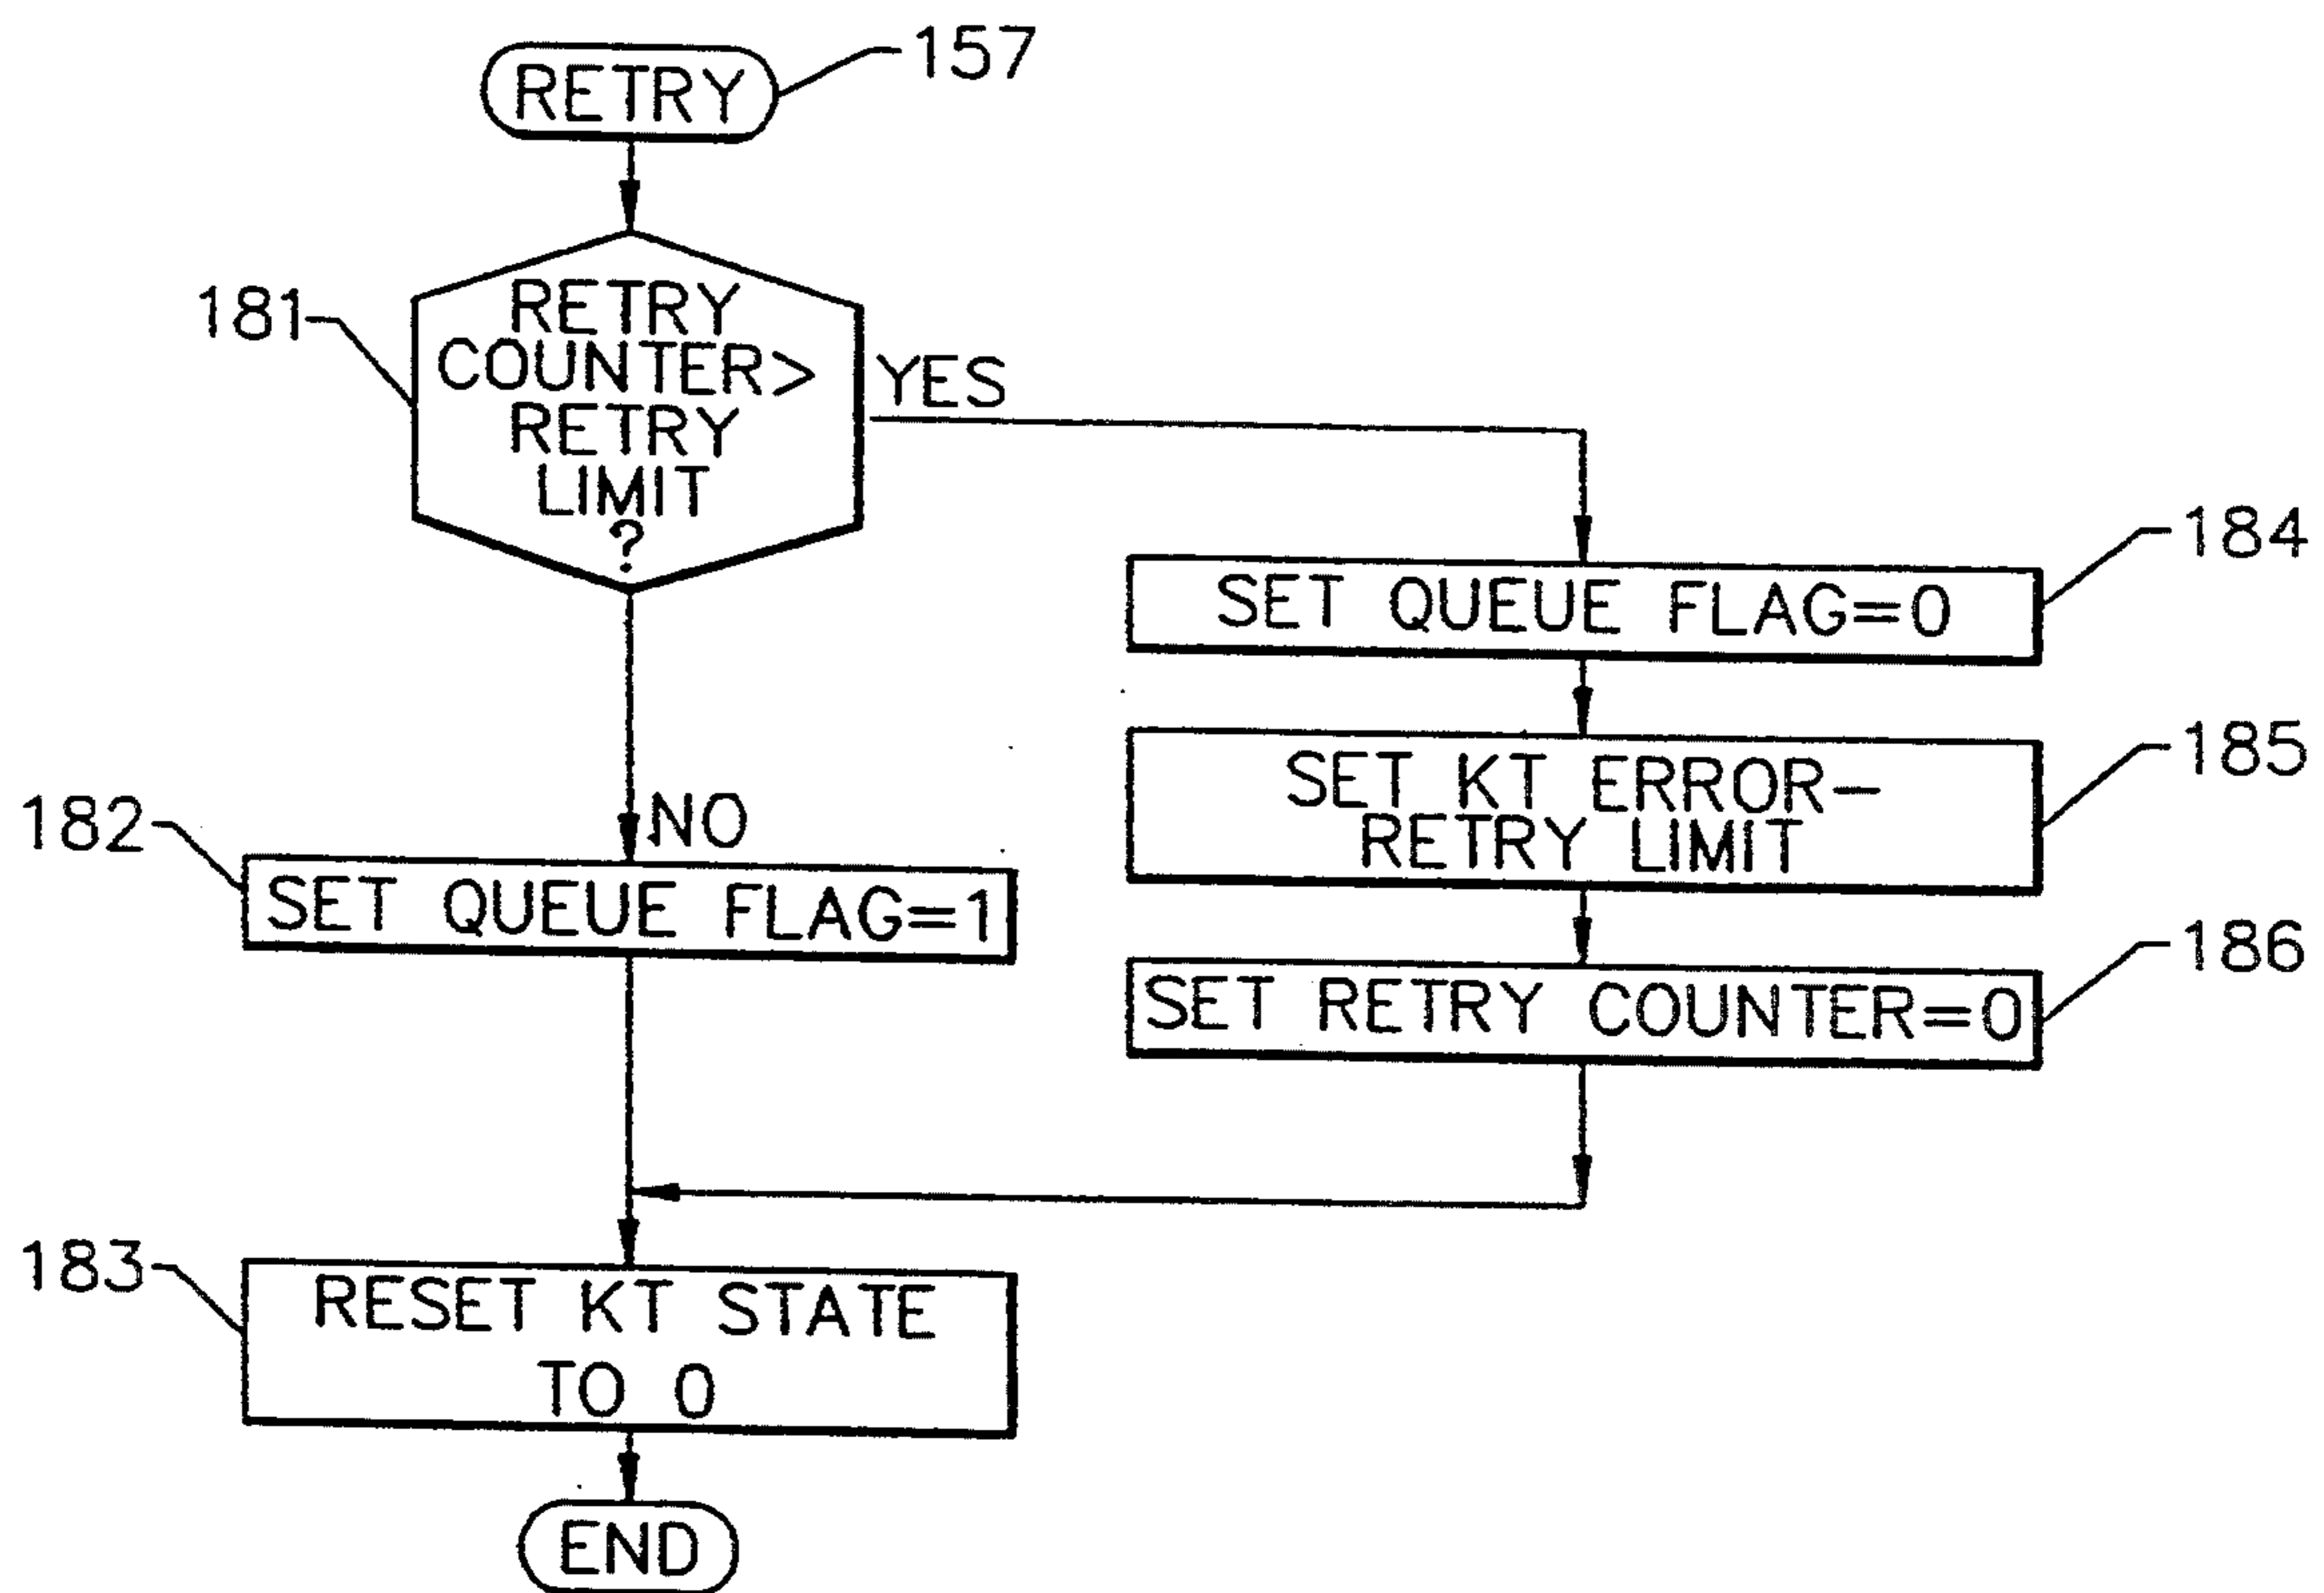 RETRY
157
181
RETRY
COUNTER>
RETRY
LIMIT
?
YES
184
SET QUEUE FLAG=0
185
SET KT ERROR-
RETRY LIMIT
NO
182
SET QUEUE FLAG=1
186
SET RETRY COUNTER=0
183
RESET KT STATE
TO 0
END